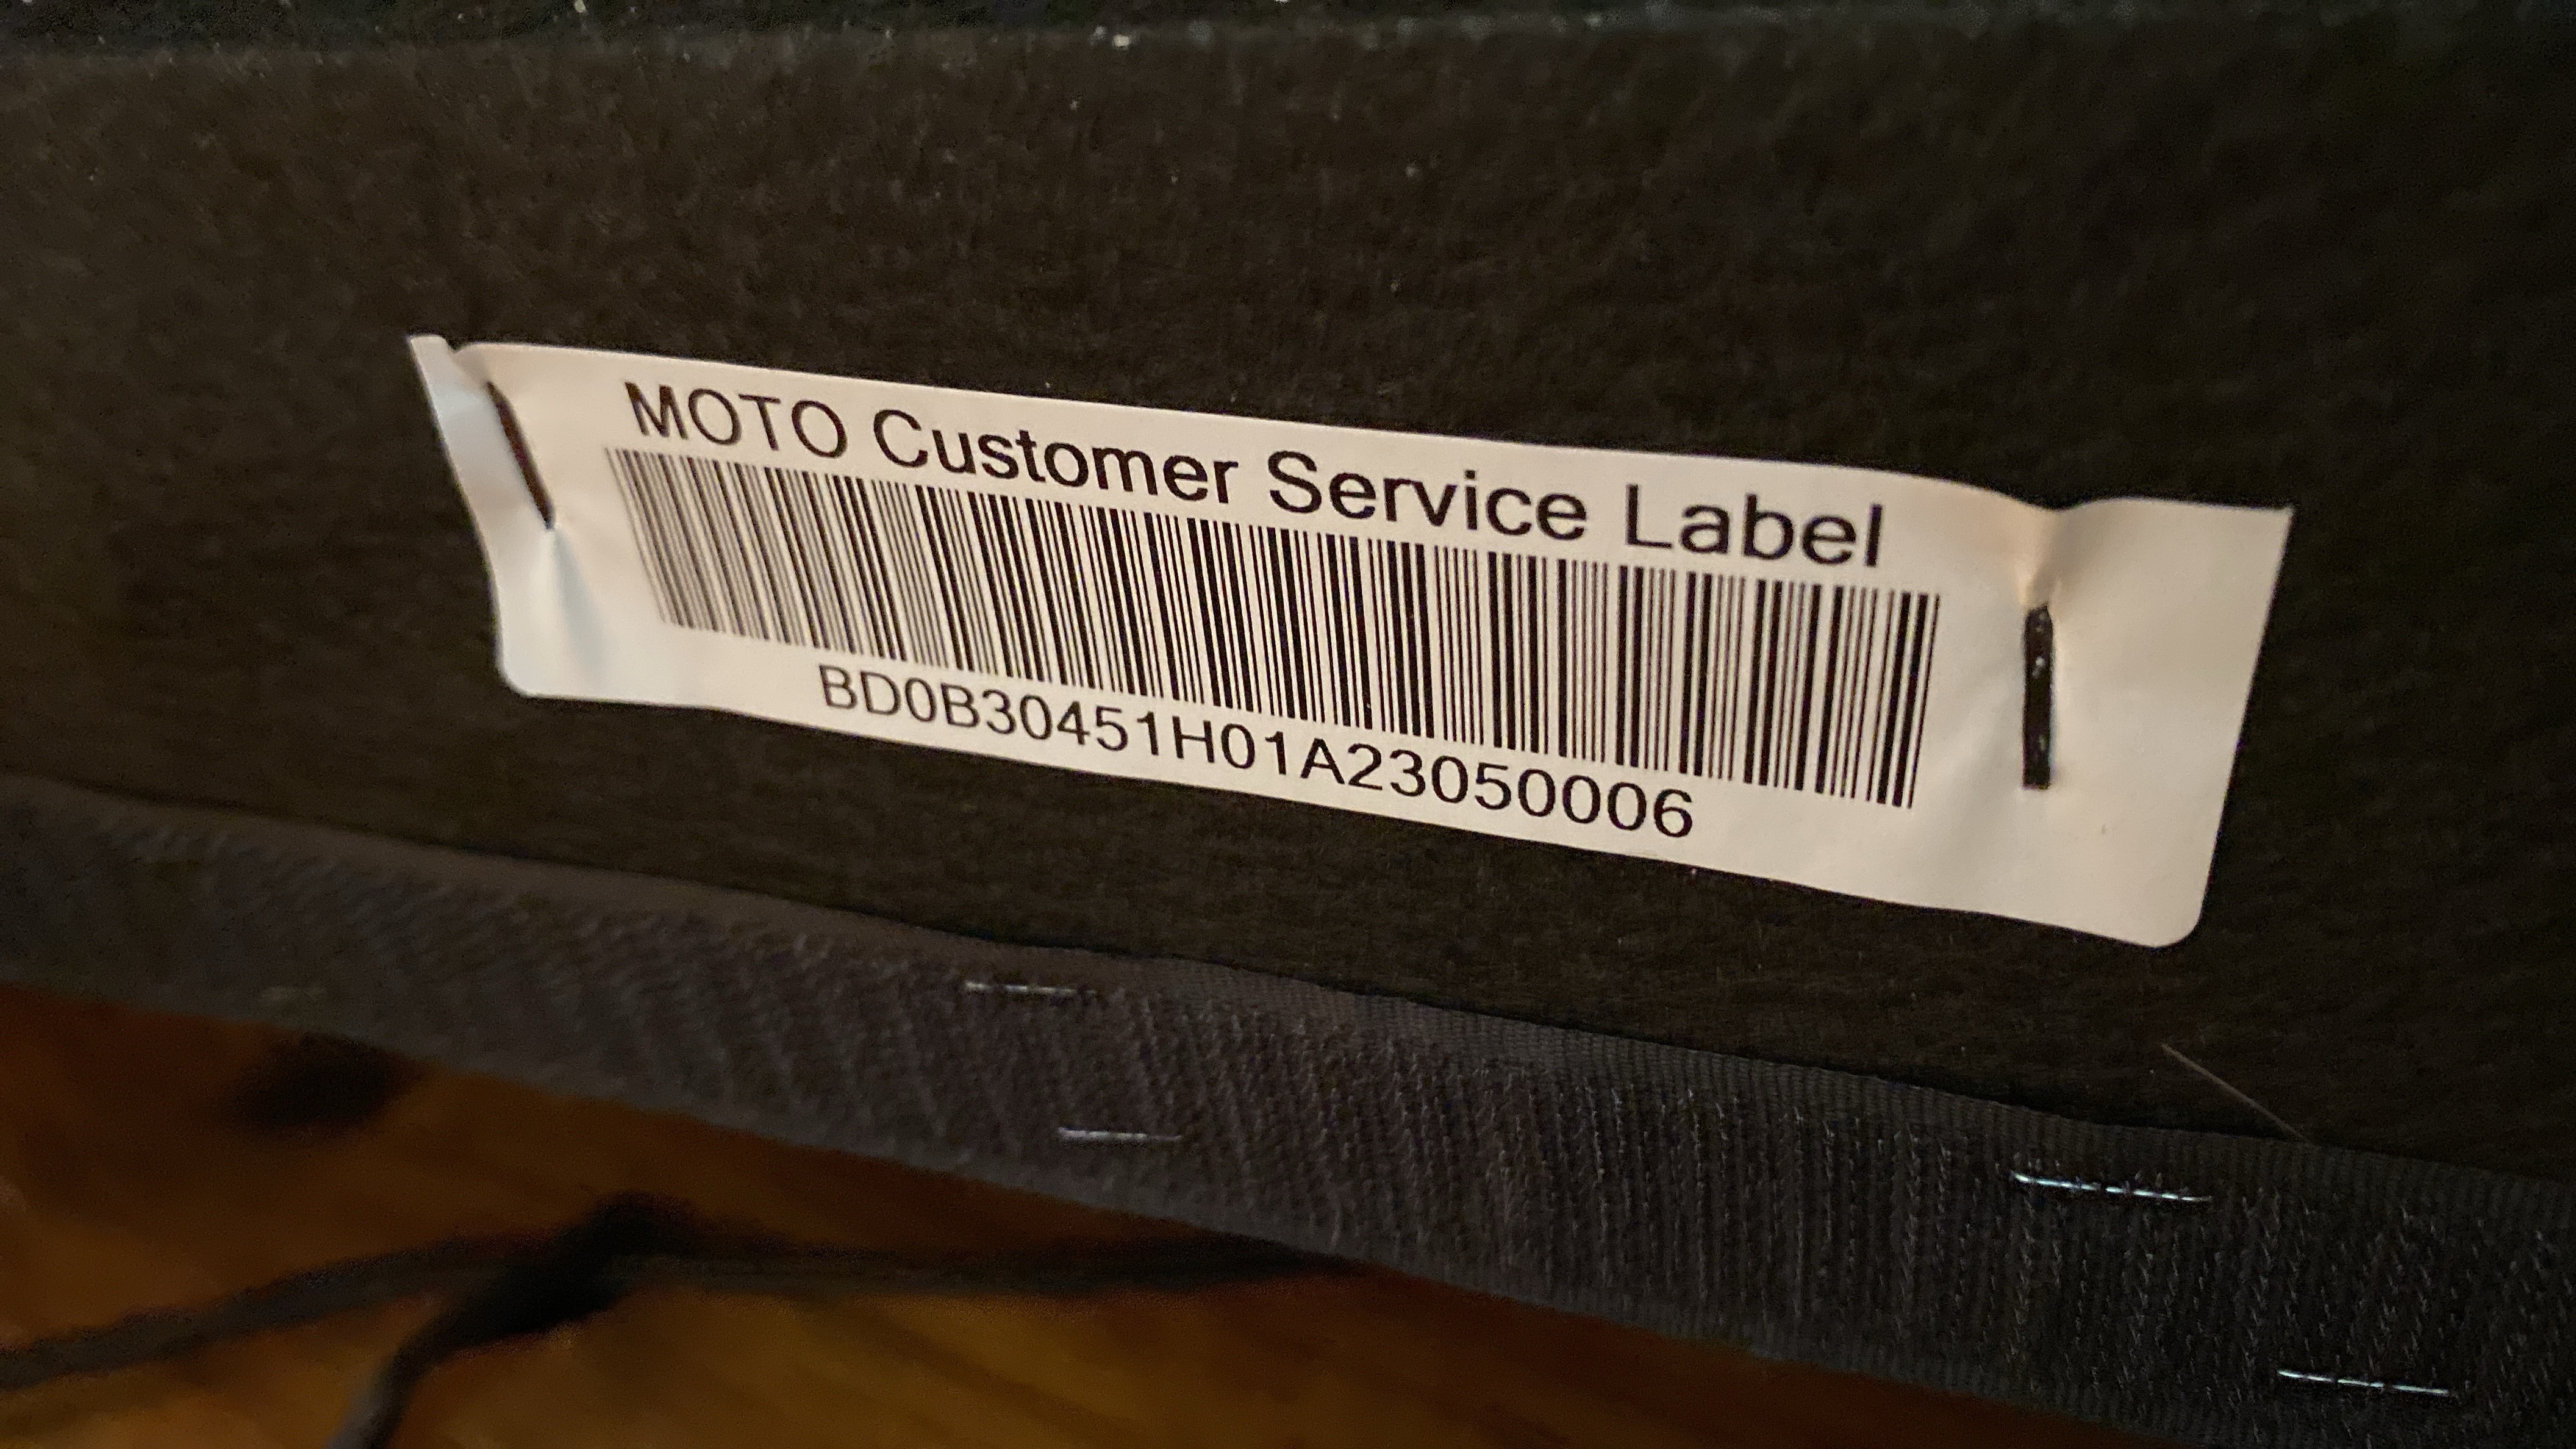 MOTO Customer Service Label
BD0B30451H01A23050006